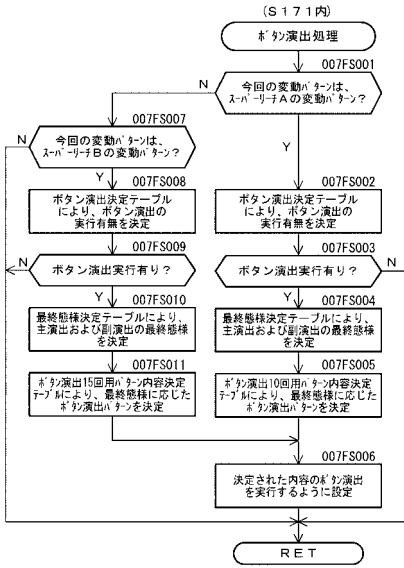 (S171内)
ボタン演出処理
007FS001
今回の変動パターンは、
スーパーリーチAの変動パターン?
N
Y
007FS007
今回の変動パターンは、
スーパーリーチBの変動パターン?
N
Y
007FS008
ボタン演出決定テーブル
により、ボタン演出の
実行有無を決定
007FS002
ボタン演出決定テーブル
により、ボタン演出の
実行有無を決定
007FS009
ボタン演出実行有り?
N
Y
007FS003
ボタン演出実行有り?
N
Y
007FS010
最終態様決定テーブルにより、
主演出および副演出の最終態様
を決定
007FS004
最終態様決定テーブルにより、
主演出および副演出の最終態様
を決定
007FS011
ボタン演出15回用パターン内容決定
テーブルにより、最終態様に応じた
ボタン演出パターンを決定
007FS005
ボタン演出10回用パターン内容決定
テーブルにより、最終態様に応じた
ボタン演出パターンを決定
007FS006
決定された内容のボタン演出
を実行するように設定
RET